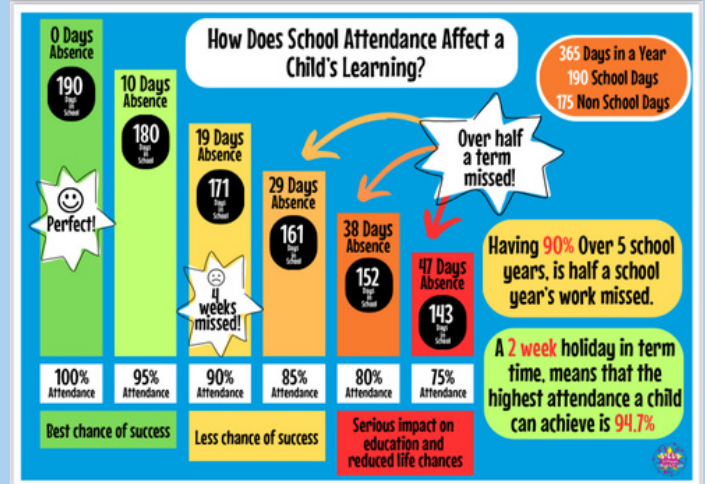 How Does School Attendance Affect a
Child's Learning?
365 Days in a Year
190 School Days
175 Non School Days
0 Days
Absence
190
Days
in
School
Perfect!
10 Days
Absence
180
Days
in
School
19 Days
Absence
171
Days
in
School
4
weeks
missed!
29 Days
Absence
161
Days
in
School
38 Days
Absence
152
Days
in
School
47 Days
Absence
143
Days
in
School
Over half
a term
missed!
Having 90% Over 5 school
years, is half a school
year's work missed.
A 2 week holiday in term
time, means that the
highest attendance a child
can achieve is 94.7%
100%
Attendance
95%
Attendance
90%
Attendance
85%
Attendance
80%
Attendance
75%
Attendance
Best chance of success
Less chance of success
Serious impact on
education and
reduced life chances